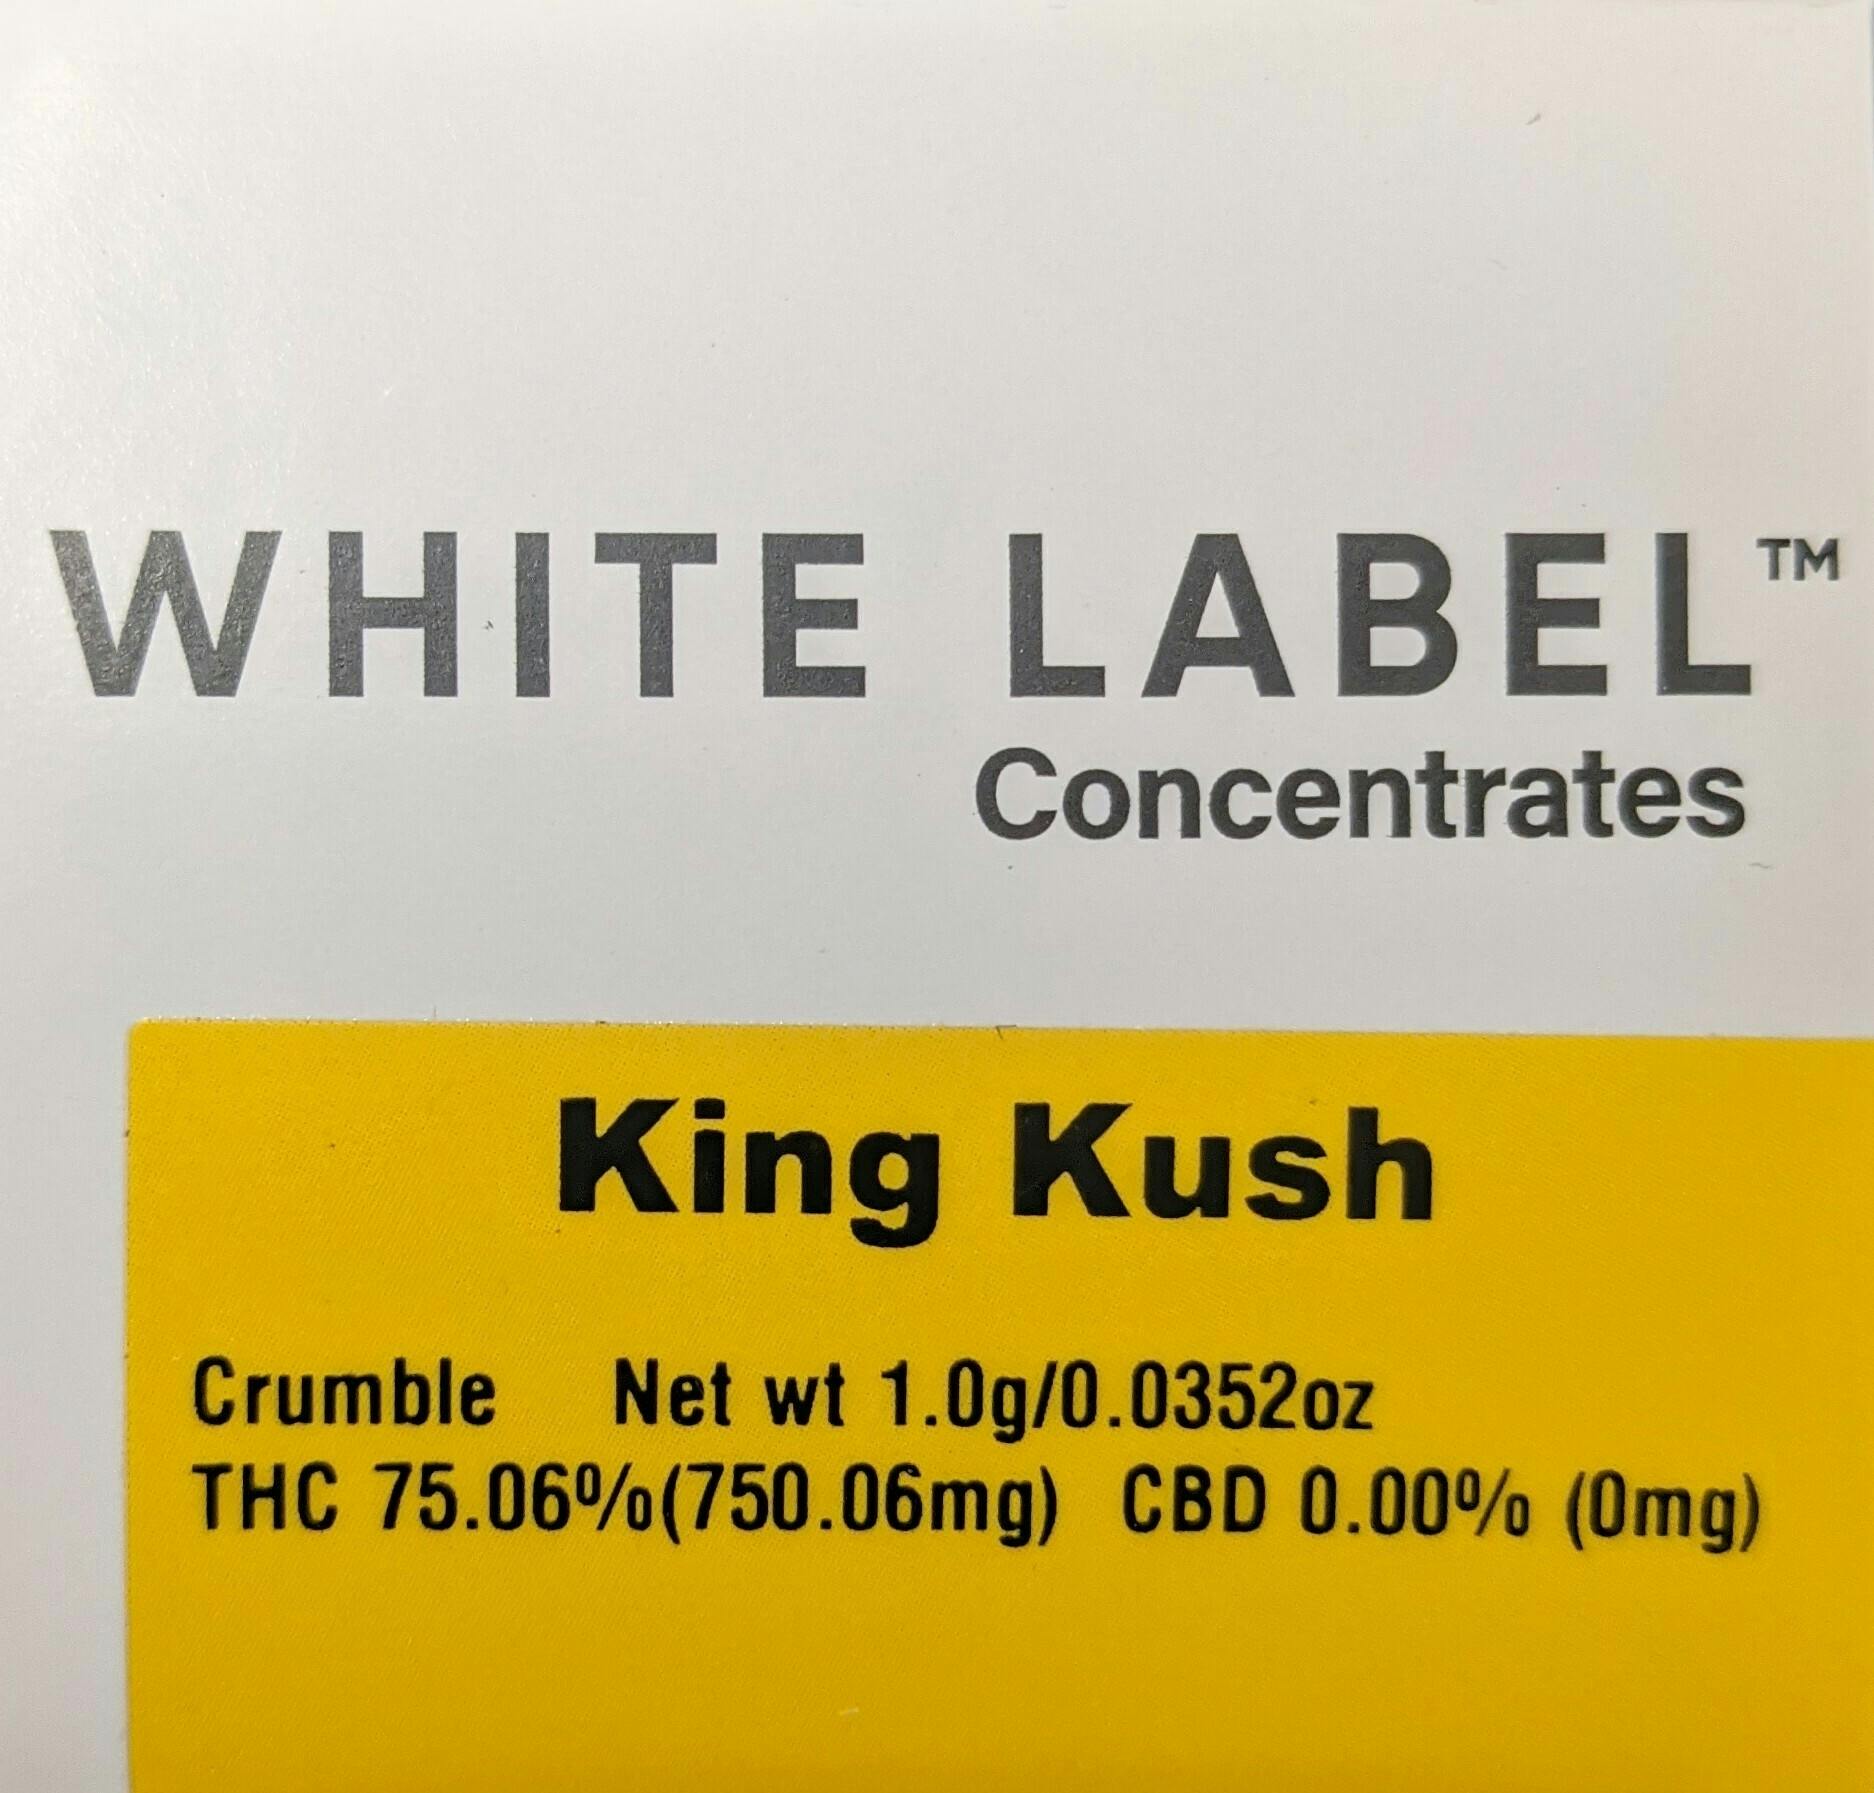 WHITE LABEL™
Concentrates
King Kush
Crumble Net wt 1.0g/0.0352oz
THC 75.06%(750.06mg) CBD 0.00% (0mg)